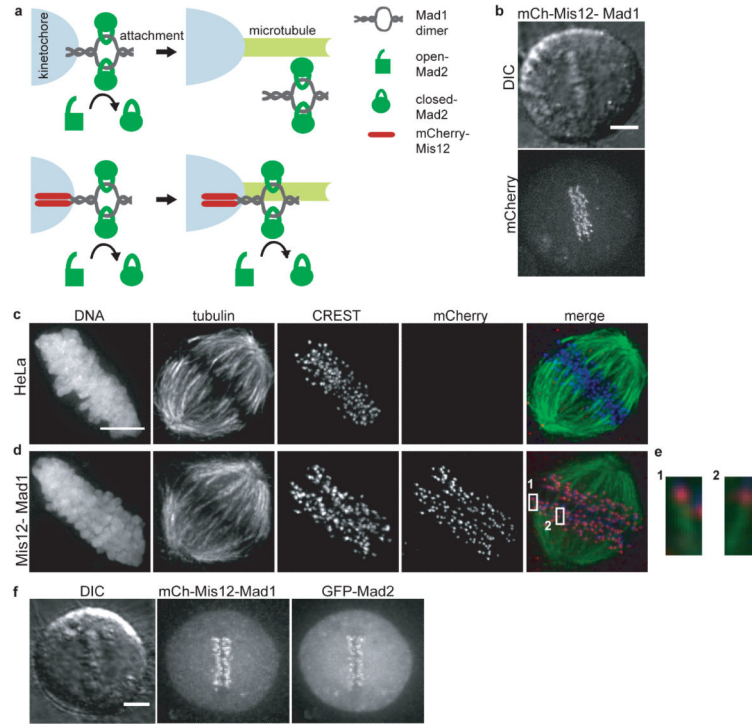 a
kinetochore
attachment
microtubule
Mad1
dimer
open-
Mad2
closed-
Mad2
mCherry-
Mis12
b
mCh-Mis12- Mad1
DIC
mCherry
c
DNA
tubulin
CREST
mCherry
merge
HeLa
d
Mis12- Mad1
1
2
e
1
2
f
DIC
mCh-Mis12-Mad1
GFP-Mad2